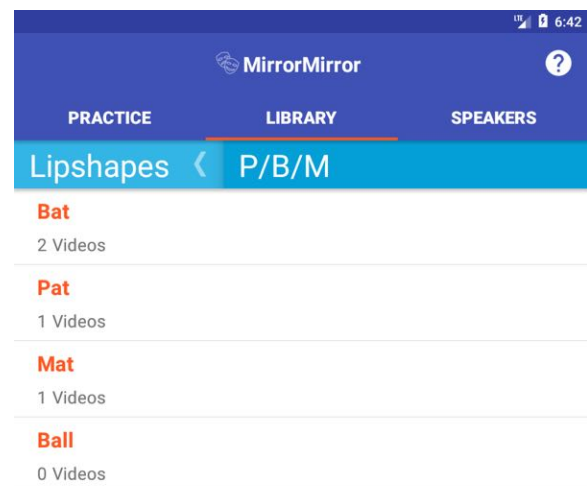 LTE 6:42
MirrorMirror ?
PRACTICE LIBRARY SPEAKERS
Lipshapes P/B/M
Bat
2 Videos
Pat
1 Videos
Mat
1 Videos
Ball
0 Videos